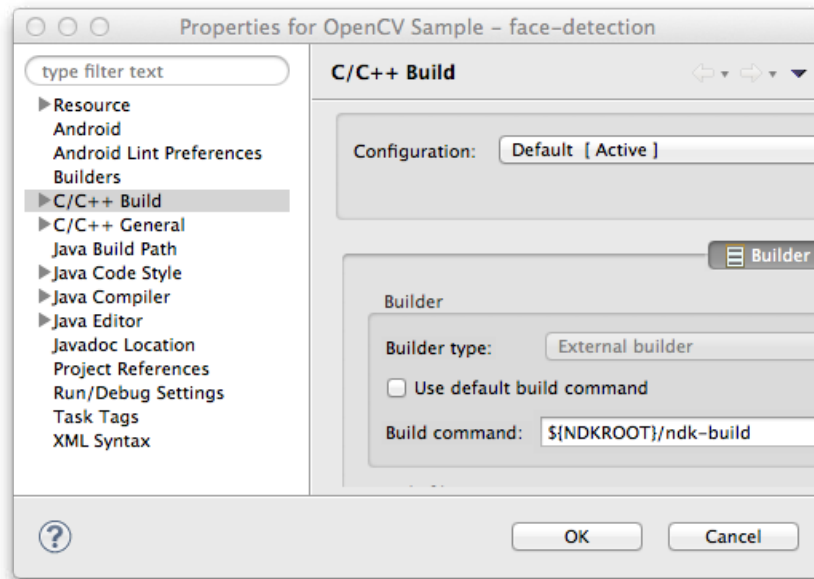 Properties for OpenCV Sample – face-detection
type filter text
C/C++ Build
Resource
Android
Android Lint Preferences
Builders
C/C++ Build
C/C++ General
Java Build Path
Java Code Style
Java Compiler
Java Editor
Javadoc Location
Project References
Run/Debug Settings
Task Tags
XML Syntax
Configuration: Default [ Active ]
Builder
Builder
Builder type: External builder
Use default build command
Build command: ${NDKROOT}/ndk-build
?
OK Cancel